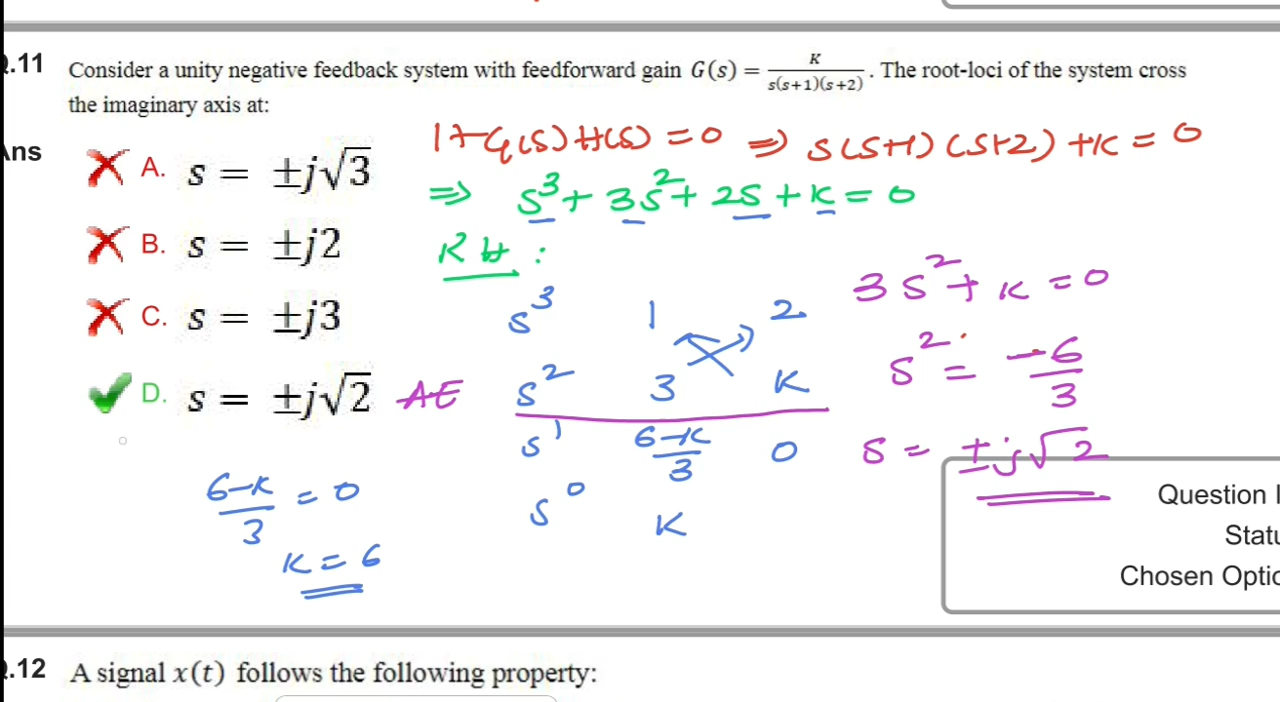 .11 Consider a unity negative feedback system with feedforward gain G(s) = K/(s(s+1)(s+2)). The root-loci of the system cross
the imaginary axis at:
Ans
A. s = ±j√3
B. s = ±j2
C. s = ±j3
D. s = ±j√2
1+G(s)H(s) = 0 ⇒ s(s+1)(s+2)+K = 0
⇒ s³ + 3s² + 2s + K = 0
RH :
s³ 1 2
AE s² 3 K
s¹ (6-K)/3 0
s⁰ K
(6-K)/3 = 0
K = 6
3s² + K = 0
s² = -6/3
s = ±j√2
Question
Statu
Chosen Optio
.12 A signal x(t) follows the following property: